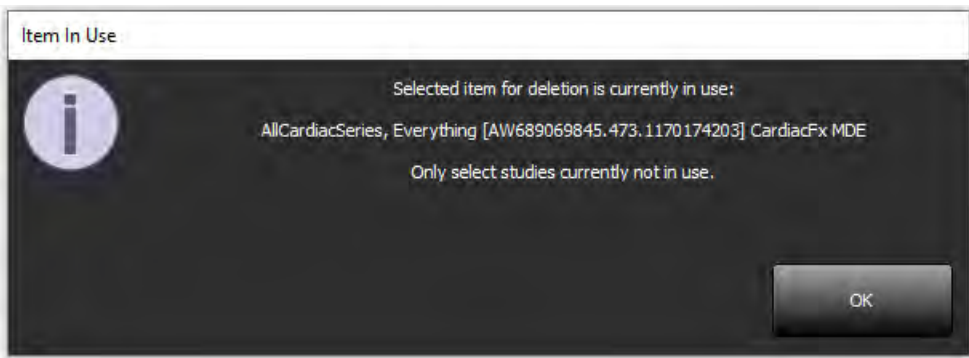 Item In Use
Selected item for deletion is currently in use:
AllCardiacSeries, Everything [AW689069845.473.1170174203] CardiacFx MDE
Only select studies currently not in use.
OK